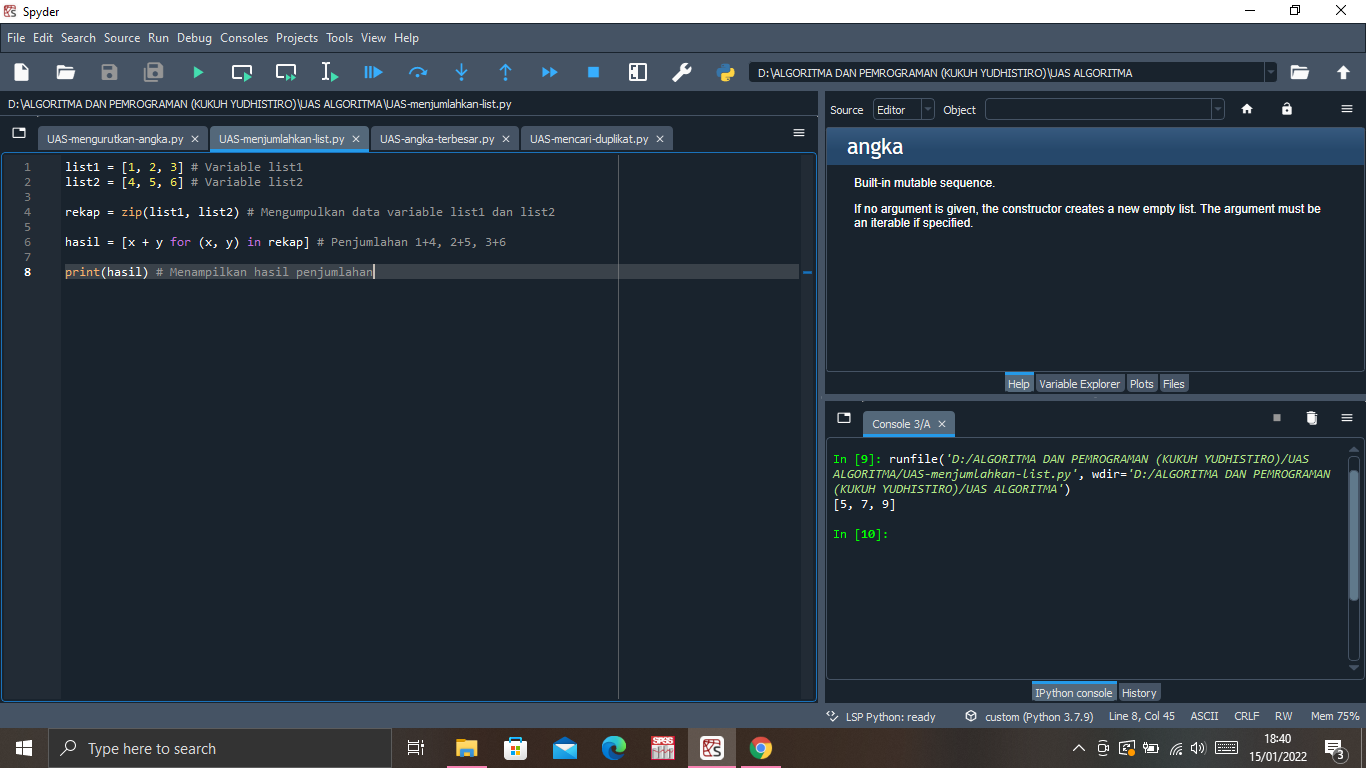 Spyder
File Edit Search Source Run Debug Consoles Projects Tools View Help
D:\ALGORITMA DAN PEMROGRAMAN (KUKUH YUDHISTIRO)\UAS ALGORITMA
D:\ALGORITMA DAN PEMROGRAMAN (KUKUH YUDHISTIRO)\UAS ALGORITMA\UAS-menjumlahkan-list.py
UAS-mengurutkan-angka.py UAS-menjumlahkan-list.py UAS-angka-terbesar.py UAS-mencari-duplikat.py
1 list1 = [1, 2, 3] # Variable list1
2 list2 = [4, 5, 6] # Variable list2
3
4 rekap = zip(list1, list2) # Mengumpulkan data variable list1 dan list2
5
6 hasil = [x + y for (x, y) in rekap] # Penjumlahan 1+4, 2+5, 3+6
7
8 print(hasil) # Menampilkan hasil penjumlahan
Source Editor Object
angka
Built-in mutable sequence.
If no argument is given, the constructor creates a new empty list. The argument must be
an iterable if specified.
Help Variable Explorer Plots Files
Console 3/A
In [9]: runfile('D:/ALGORITMA DAN PEMROGRAMAN (KUKUH YUDHISTIRO)/UAS
ALGORITMA/UAS-menjumlahkan-list.py', wdir='D:/ALGORITMA DAN PEMROGRAMAN
(KUKUH YUDHISTIRO)/UAS ALGORITMA')
[5, 7, 9]
In [10]:
IPython console History
LSP Python: ready custom (Python 3.7.9) Line 8, Col 45 ASCII CRLF RW Mem 75%
Type here to search
SPSS
18:40
15/01/2022
3